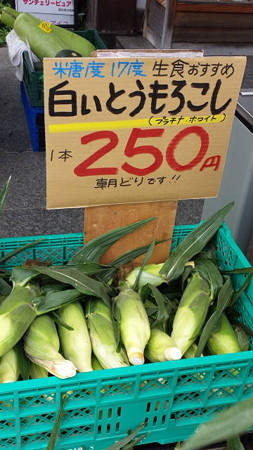 サンチェリーピュア
糖度 17度 生食おすすめ
白いとうもろこし
(プラチナ・ホワイト)
1本 250円
朝どりです!!